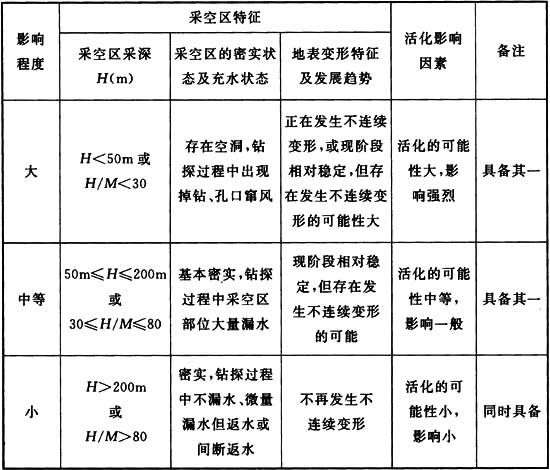 影响
程度
采空区特征
活化影响
因素
备注
采空区采深
H(m)
采空区的密实状
态及充水状态
地表变形特征
及发展趋势
大
H<50m 或
H/M<30
存在空洞,钻
探过程中出现
掉钻、孔口窜风
正在发生不连续
变形,或现阶段
相对稳定,但存
在发生不连续变
形的可能性大
活化的可能
性大,影
响强烈
具备其一
中等
50m≤H≤200m
或
30≤H/M≤80
基本密实,钻探
过程中采空区
部位大量漏水
现阶段相对稳
定,但存在发
生不连续变形
的可能
活化的可能
性中等,
影响一般
具备其一
小
H>200m
或
H/M>80
密实,钻探过程
中不漏水、微量
漏水但返水或
间断返水
不再发生不
连续变形
活化的可
能性小,
影响小
同时具备